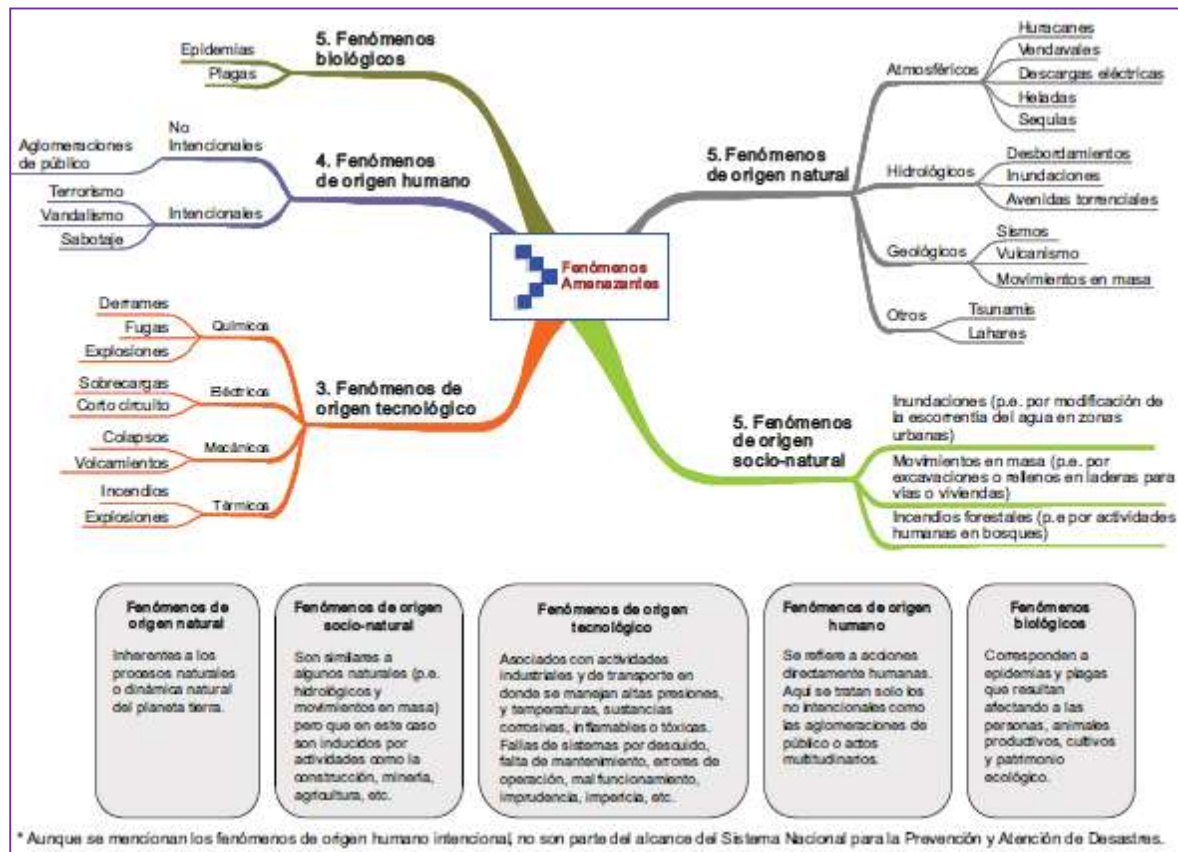 5. Fenómenos
biológicos
Epidemias
Plagas
4. Fenómenos
de origen humano
No
Intencionales
Aglomeraciones
de público
Intencionales
Terrorismo
Vandalismo
Sabotaje
3. Fenómenos de
origen tecnológico
Químicos
Derrames
Fugas
Explosiones
Eléctricos
Sobrecargas
Corto circuito
Mecánicos
Colapsos
Volcamientos
Térmicos
Incendios
Explosiones
Fenómenos
Amenazantes
5. Fenómenos
de origen natural
Atmosféricos
Huracanes
Vendavales
Descargas eléctricas
Heladas
Sequías
Hidrológicos
Desbordamientos
Inundaciones
Avenidas torrenciales
Geológicos
Sismos
Vulcanismo
Movimientos en masa
Otros
Tsunamis
Lahares
5. Fenómenos
de origen
socio-natural
Inundaciones (p.e. por modificación de
la escorrentía del agua en zonas
urbanas)
Movimientos en masa (p.e. por
excavaciones o rellenos en laderas para
vías o viviendas)
Incendios forestales (p.e por actividades
humanas en bosques)
Fenómenos de
origen natural
Inherentes a los
procesos naturales
o dinámica natural
del planeta tierra.
Fenómenos de origen
socio-natural
Son similares a
algunos naturales (p.e.
hidrológicos y
movimientos en masa)
pero que en este caso
son inducidos por
actividades como la
construcción, minería,
agricultura, etc.
Fenómenos de origen
tecnológico
Asociados con actividades
industriales y de transporte en
donde se manejan altas presiones,
y temperaturas, sustancias
corrosivas, inflamables o tóxicas.
Fallas de sistemas por descuido,
falta de mantenimiento, errores de
operación, mal funcionamiento,
imprudencia, impericia, etc.
Fenómenos de origen
humano
Se refiere a acciones
directamente humanas.
Aquí se tratan solo los
no intencionales como
las aglomeraciones de
público o actos
multitudinarios.
Fenómenos
biológicos
Corresponden a
epidemias y plagas
que resultan
afectando a las
personas, animales
productivos, cultivos
y patrimonio
ecológico.
* Aunque se mencionan los fenómenos de origen humano intencional, no son parte del alcance del Sistema Nacional para la Prevención y Atención de Desastres.